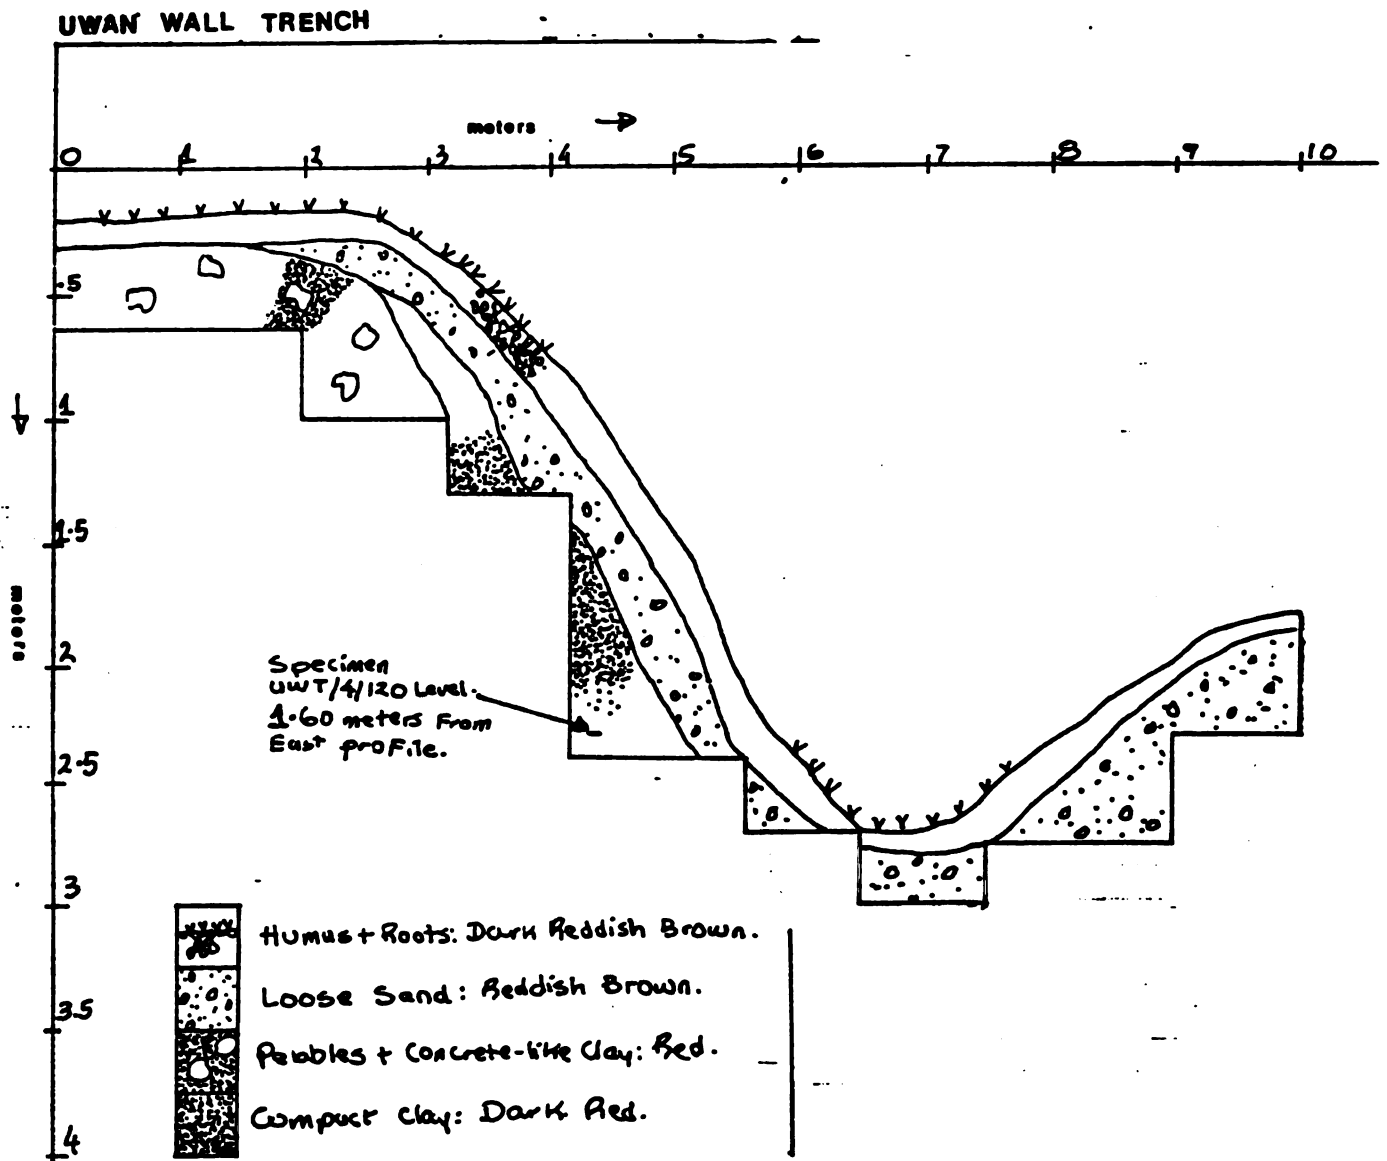 UWAN WALL TRENCH
meters
0 1 2 3 4 5 6 7 8 9 10
.5
1
1.5
2
2.5
3
3.5
4
meters
Specimen
UWT/4/120 Level.
1.60 meters From
East profile.
Humus + Roots: Dark Reddish Brown.
Loose Sand: Reddish Brown.
Pebbles + Concrete-like Clay: Red.
Compact Clay: Dark Red.